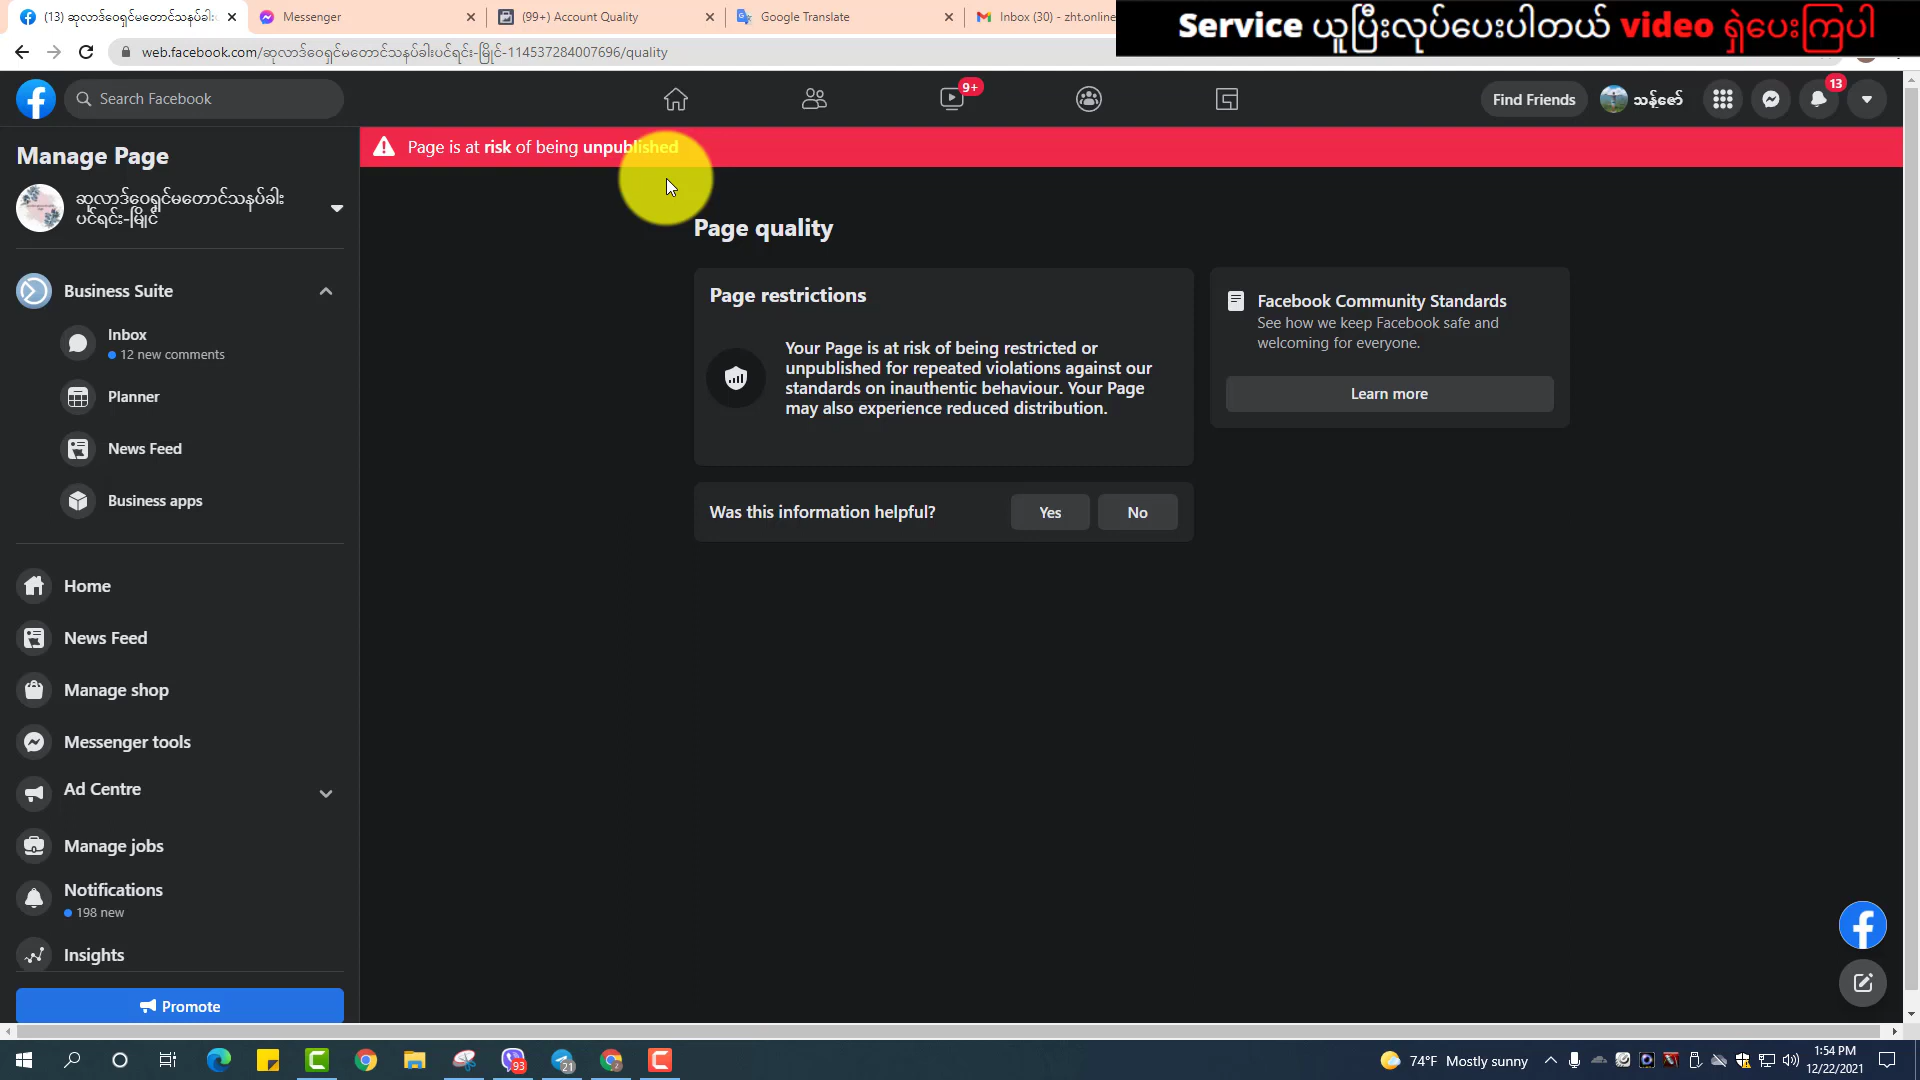 (13) ဆုလာဒ်ဝေရှင်မတောင်သနပ်ခါး
Messenger
(99+) Account Quality
Google Translate
Inbox (30) - zht.online
Service ယူပြီးလုပ်ပေးပါတယ် video ရှဲပေးကြပါ
web.facebook.com/ဆုလာဒ်ဝေရှင်မတောင်သနပ်ခါးပင်ရင်း-မြိုင်-114537284007696/quality
Search Facebook
9+
Find Friends
သန့်ဇော်
13
Page is at risk of being unpublished
Manage Page
ဆုလာဒ်ဝေရှင်မတောင်သနပ်ခါး
ပင်ရင်း-မြိုင်
Business Suite
Inbox
12 new comments
Planner
News Feed
Business apps
Home
News Feed
Manage shop
Messenger tools
Ad Centre
Manage jobs
Notifications
198 new
Insights
Promote
Page quality
Page restrictions
Your Page is at risk of being restricted or
unpublished for repeated violations against our
standards on inauthentic behaviour. Your Page
may also experience reduced distribution.
Was this information helpful?
Yes
No
Facebook Community Standards
See how we keep Facebook safe and
welcoming for everyone.
Learn more
93
21
74°F Mostly sunny
1:54 PM
12/22/2021